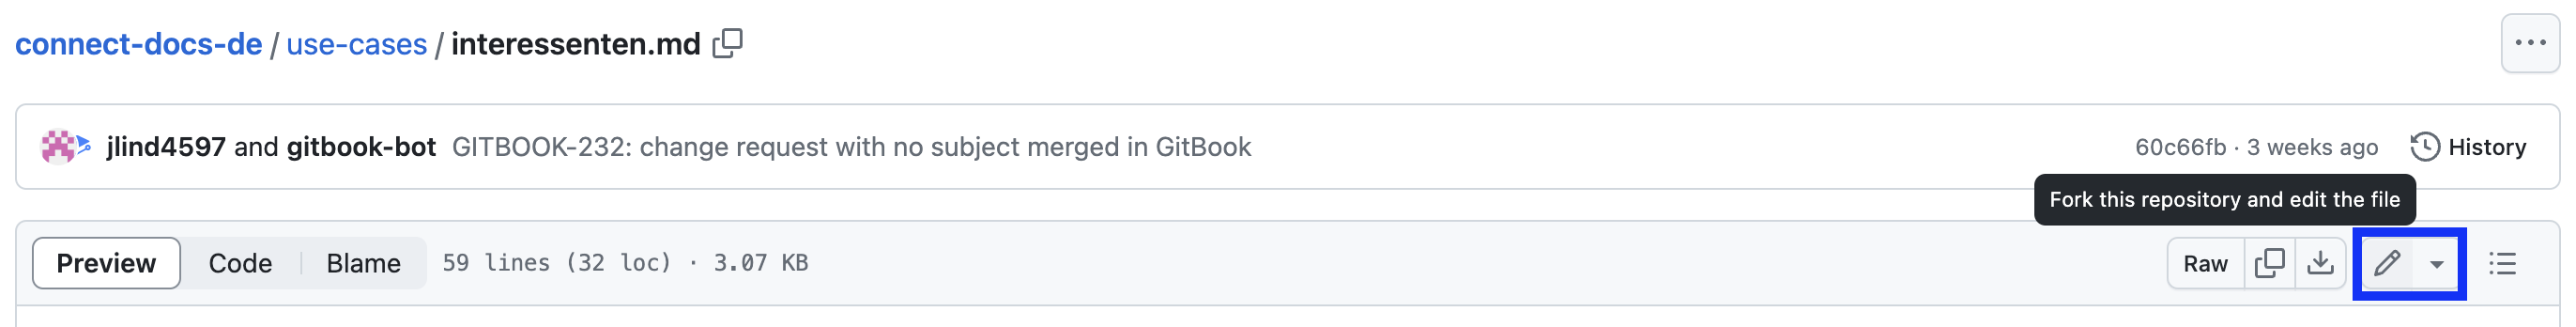 connect-docs-de / use-cases / interessenten.md
jlind4597 and gitbook-bot GITBOOK-232: change request with no subject merged in GitBook 60c66fb · 3 weeks ago History
Fork this repository and edit the file
Preview Code Blame 59 lines (32 loc) · 3.07 KB Raw